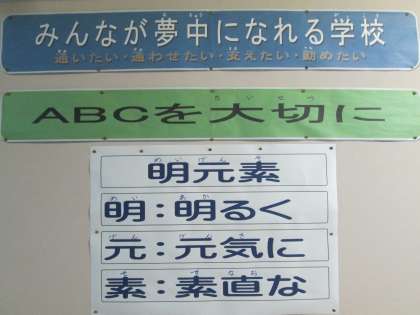 みんなが夢中になれる学校
通いたい・通わせたい・支えたい・勤めたい
ABCを大切に
明元素
明:明るく
元:元気に
素:素直な